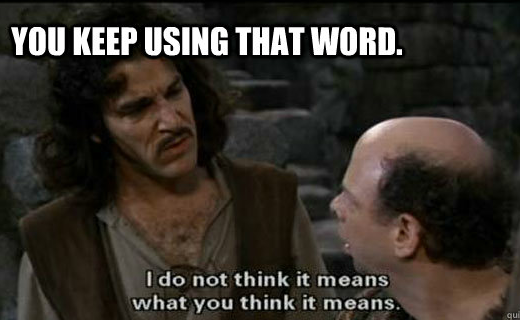 YOU KEEP USING THAT WORD.
I do not think it means
what you think it means.